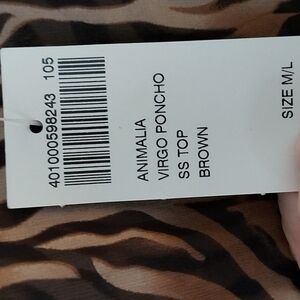 401000598243 105
ANIMALIA
VIRGO PONCHO
SS TOP
BROWN
SIZE M/L